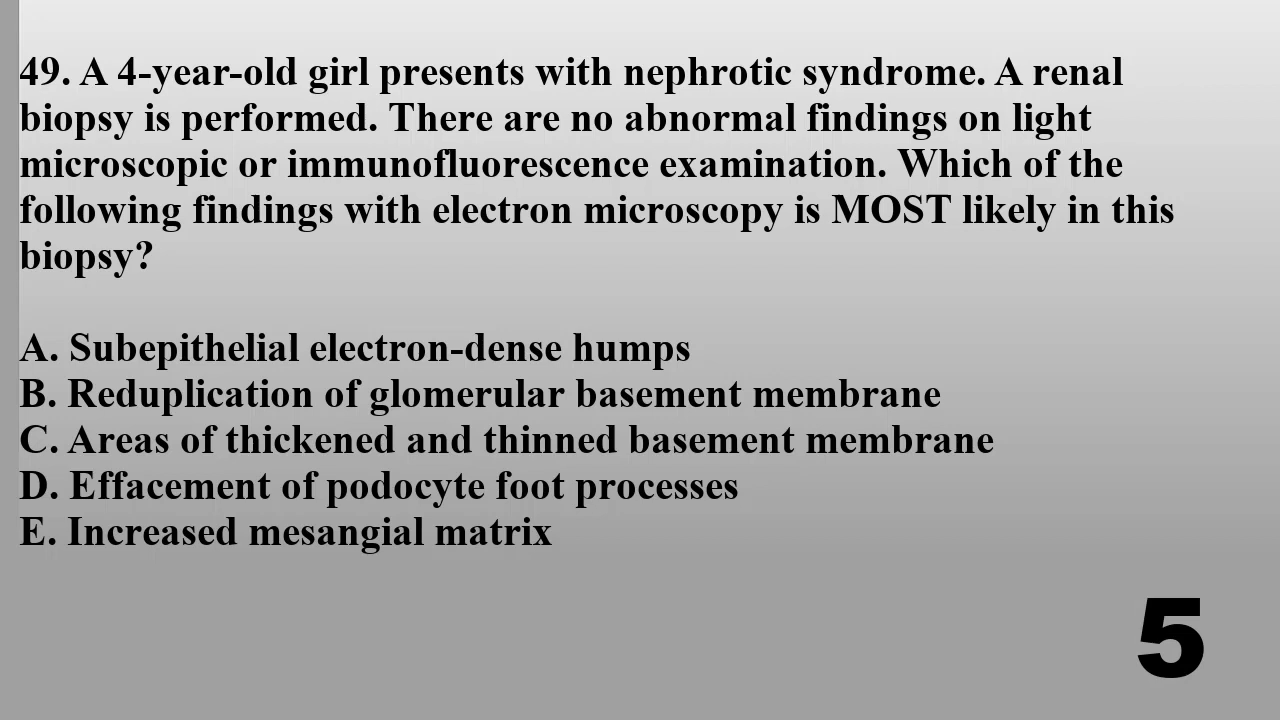 49. A 4-year-old girl presents with nephrotic syndrome. A renal
biopsy is performed. There are no abnormal findings on light
microscopic or immunofluorescence examination. Which of the
following findings with electron microscopy is MOST likely in this
biopsy?
A. Subepithelial electron-dense humps
B. Reduplication of glomerular basement membrane
C. Areas of thickened and thinned basement membrane
D. Effacement of podocyte foot processes
E. Increased mesangial matrix
5